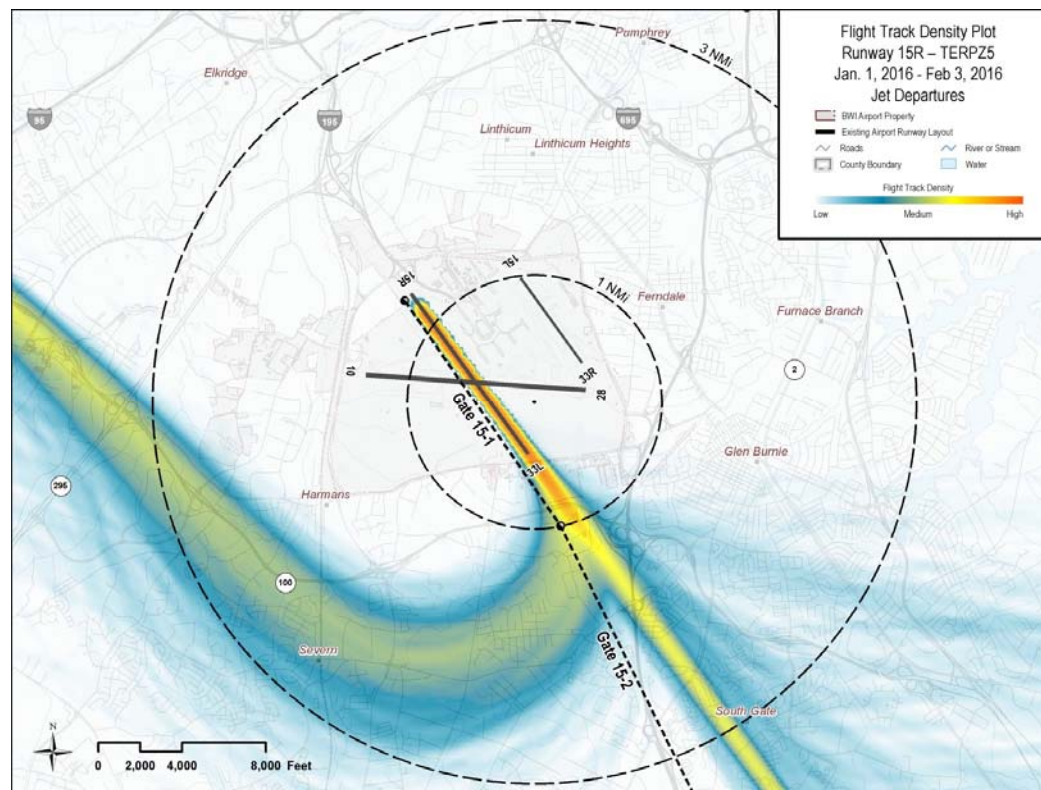 Flight Track Density Plot
Runway 15R – TERPZ5
Jan. 1, 2016 - Feb 3, 2016
Jet Departures
BWI Airport Property
Existing Airport Runway Layout
Roads
River or Stream
County Boundary
Water
Flight Track Density
Low
Medium
High
Pumphrey
3 NMi
Elkridge
95
195
695
Linthicum
Linthicum Heights
15R
15L
1 NMi
Ferndale
Furnace Branch
10
33R
28
2
Gate 15-1
33L
Glen Burnie
295
Harmans
100
Severn
Gate 15-2
South Gate
N
0 2,000 4,000 8,000 Feet